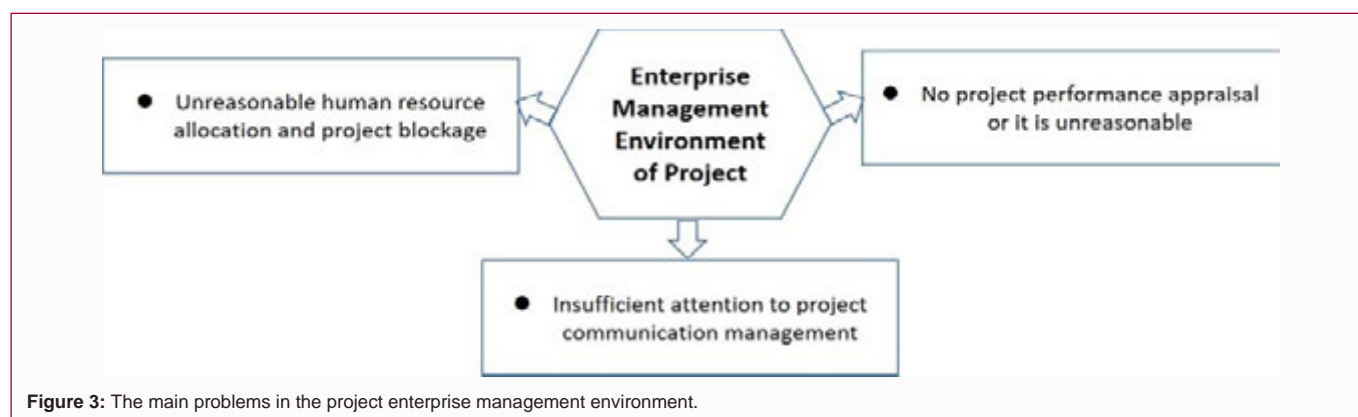 Enterprise
Management
Environment
of Project
● Unreasonable human resource
allocation and project blockage
● No project performance appraisal
or it is unreasonable
● Insufficient attention to project
communication management
Figure 3: The main problems in the project enterprise management environment.